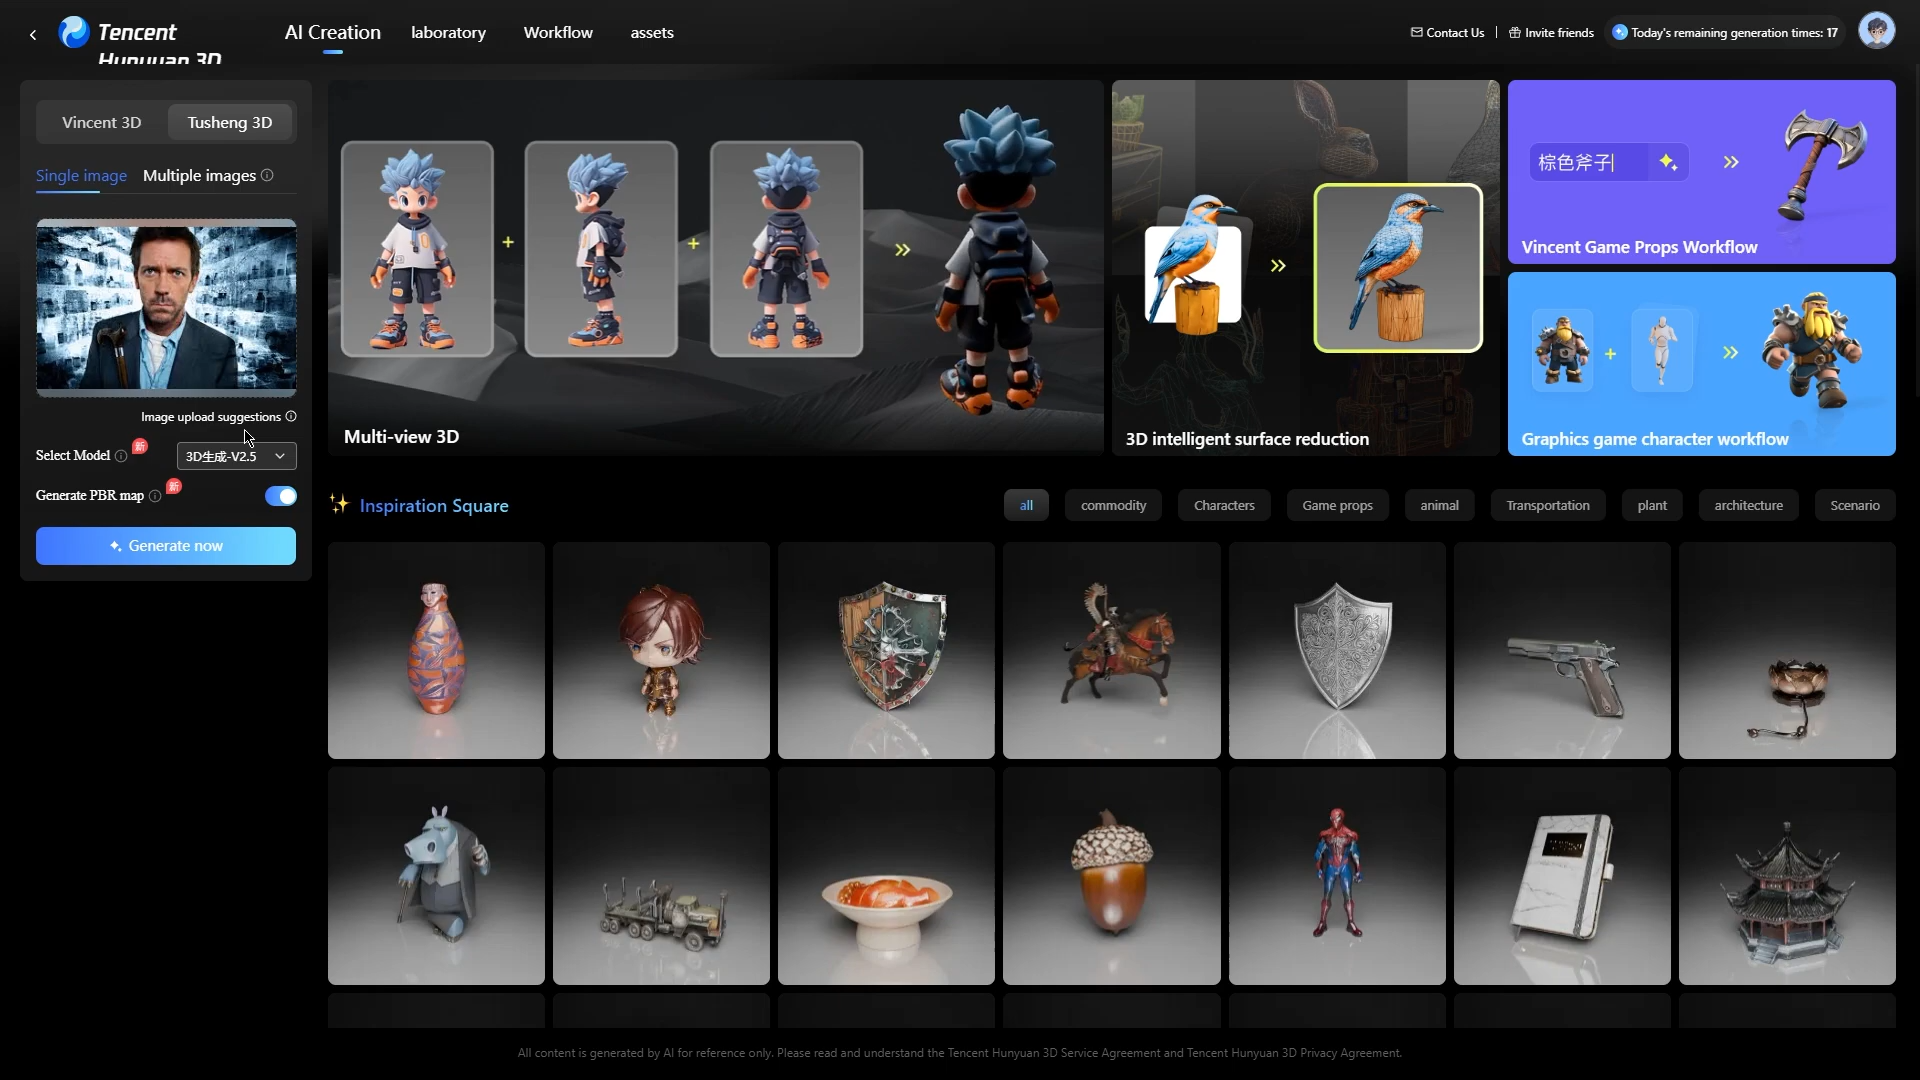 Tencent
Hunyuan 3D
AI Creation
laboratory
Workflow
assets
Contact Us
Invite friends
Today's remaining generation times: 17
Vincent 3D
Tusheng 3D
Single image
Multiple images
Image upload suggestions
Select Model
新
3D生成-V2.5
Generate PBR map
新
Generate now
Multi-view 3D
3D intelligent surface reduction
棕色斧子
Vincent Game Props Workflow
Graphics game character workflow
Inspiration Square
all
commodity
Characters
Game props
animal
Transportation
plant
architecture
Scenario
All content is generated by AI for reference only. Please read and understand the Tencent Hunyuan 3D Service Agreement and Tencent Hunyuan 3D Privacy Agreement.